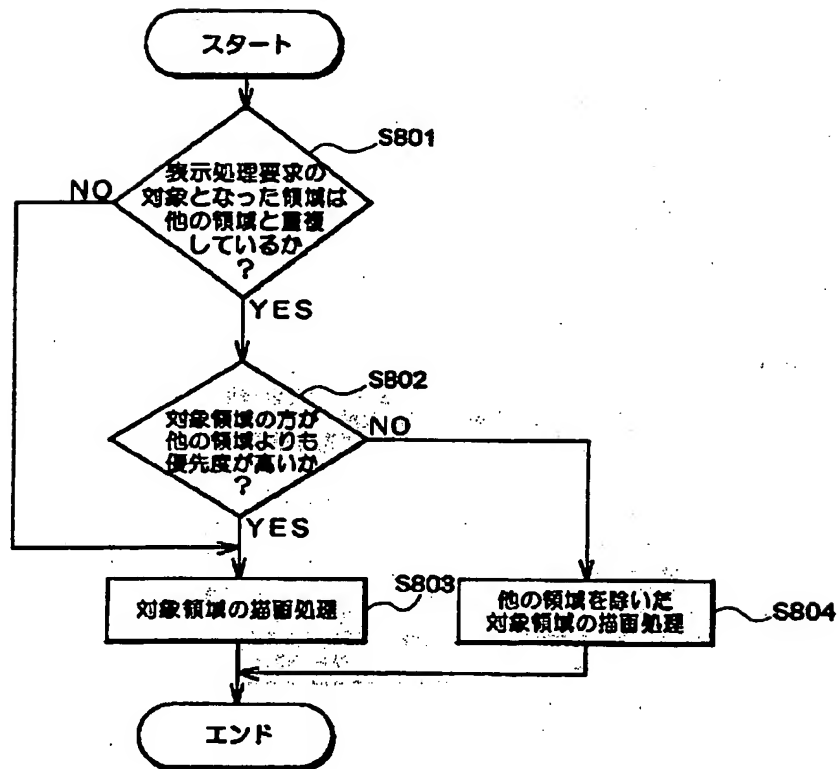 スタート
S801
表示処理要求の
対象となった領域は
他の領域と重複
しているか
?
NO
YES
S802
対象領域の方が
他の領域よりも
優先度が高いか
?
NO
YES
対象領域の描画処理
S803
他の領域を除いた
対象領域の描画処理
S804
エンド